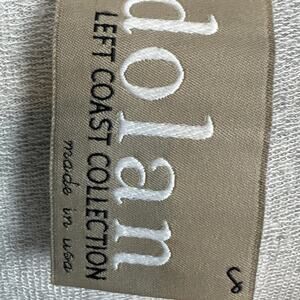 dolan
LEFT COAST COLLECTION
made in usa
S